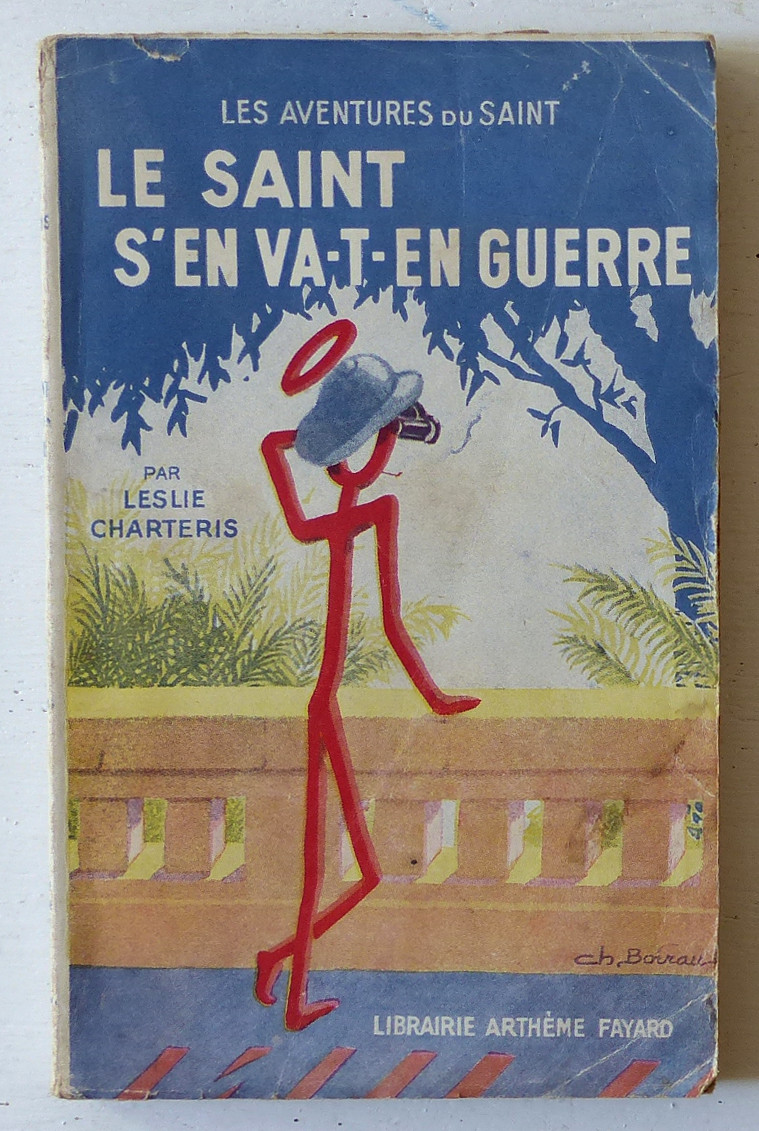 LES AVENTURES DU SAINT
LE SAINT
S'EN VA-T-EN GUERRE
PAR
LESLIE
CHARTERIS
ch. Boirau
LIBRAIRIE ARTHÈME FAYARD